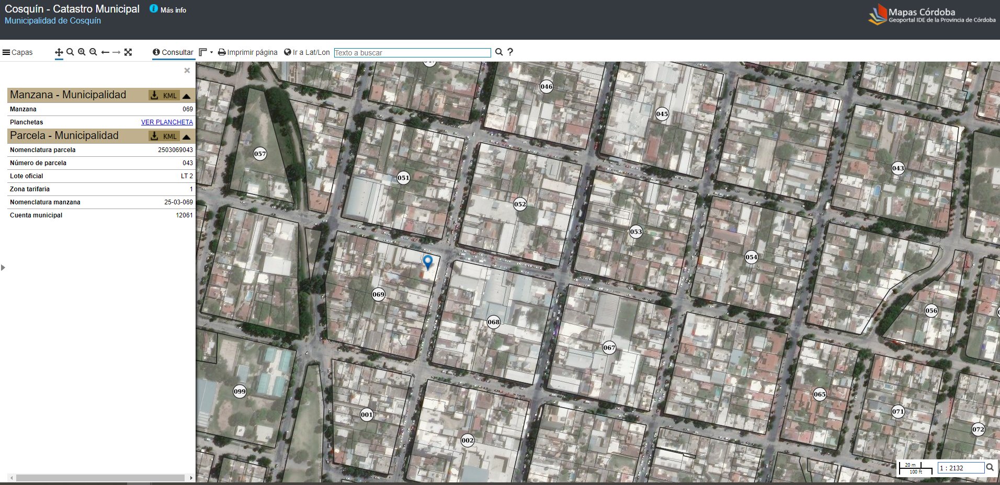 Cosquín - Catastro Municipal
Más info
Municipalidad de Cosquín
Mapas Córdoba
Geoportal IDE de la Provincia de Córdoba
Capas
Consultar
Imprimir página
Ir a Lat/Lon
Texto a buscar
?
Manzana - Municipalidad KML
Manzana 069
Planchetas VER PLANCHETA
Parcela - Municipalidad KML
Nomenclatura parcela 2503069043
Número de parcela 043
Lote oficial LT 2
Zona tarifaria 1
Nomenclatura manzana 25-03-069
Cuenta municipal 12061
046
045
057
043
051
052
053
054
069
056
068
067
099
065
001
071
002
072
20 m
100 ft
1 : 2132